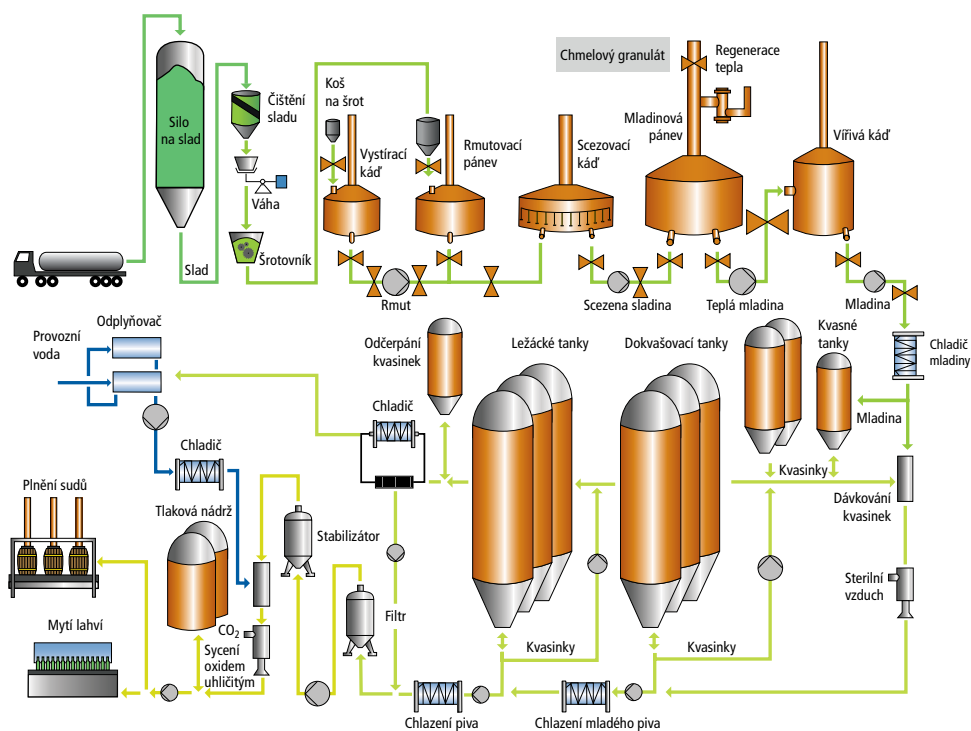 Silo
na slad
Čištění
sladu
Váha
Šrotovník
Slad
Koš
na šrot
Vystírací
káď
Rmutovací
pánev
Scezovací
káď
Chmelový granulát
Mladinová
pánev
Regenerace
tepla
Vířivá káď
Rmut
Scezena sladina
Teplá mladina
Mladina
Chladič
mladiny
Provozní
voda
Odplyňovač
Odčerpání
kvasinek
Ležácké tanky
Dokvašovací tanky
Kvasné
tanky
Mladina
Chladič
Chladič
Kvasinky
Dávkování
kvasinek
Plnění sudů
Tlaková nádrž
Stabilizátor
Sterilní
vzduch
Filtr
CO2
Sycení
oxidem
uhličitým
Mytí lahví
Kvasinky
Kvasinky
Chlazení piva
Chlazení mladého piva